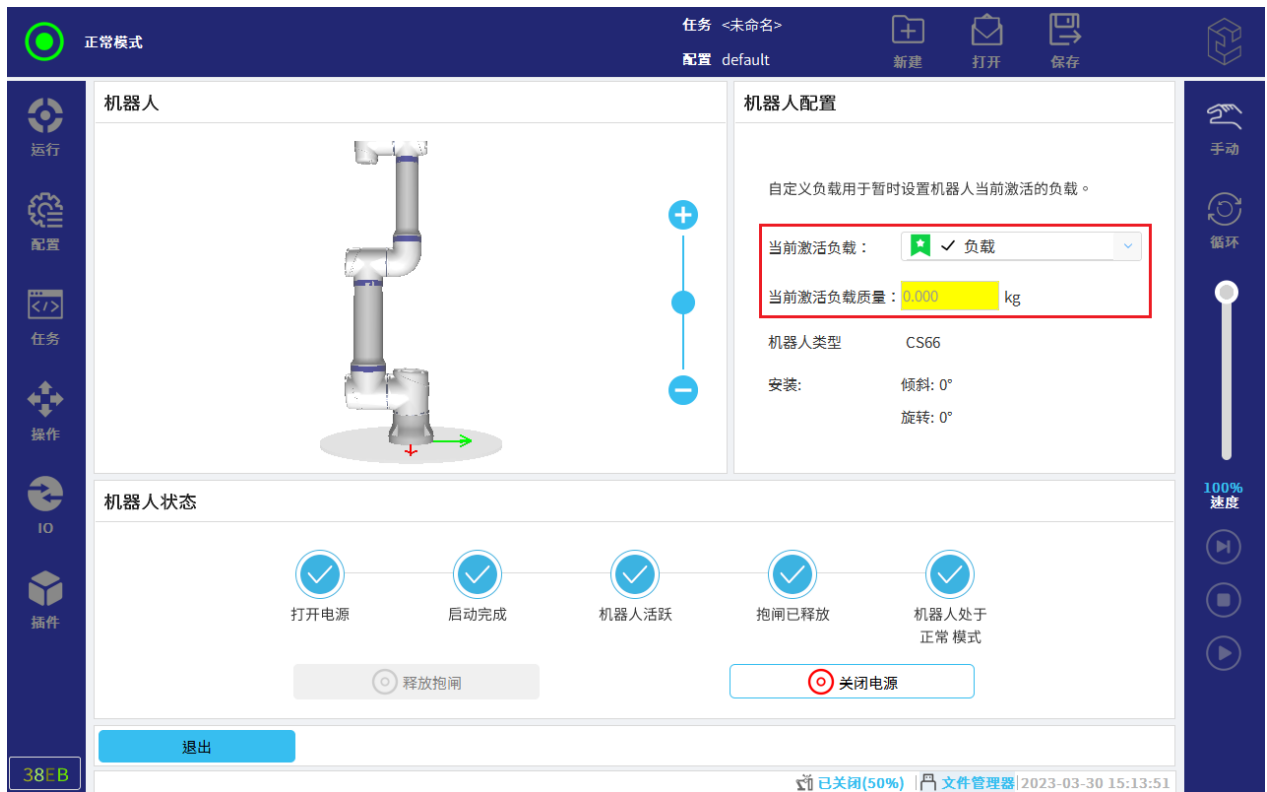 正常模式
任务 <未命名>
配置 default
新建
打开
保存
运行
配置
任务
操作
IO
插件
38EB
机器人
机器人配置
自定义负载用于暂时设置机器人当前激活的负载。
当前激活负载： 负载
当前激活负载质量：0.000 kg
机器人类型 CS66
安装: 倾斜: 0°
旋转: 0°
机器人状态
打开电源
启动完成
机器人活跃
抱闸已释放
机器人处于
正常 模式
释放抱闸
关闭电源
退出
已关闭(50%)
文件管理器
2023-03-30 15:13:51
手动
循环
100%
速度